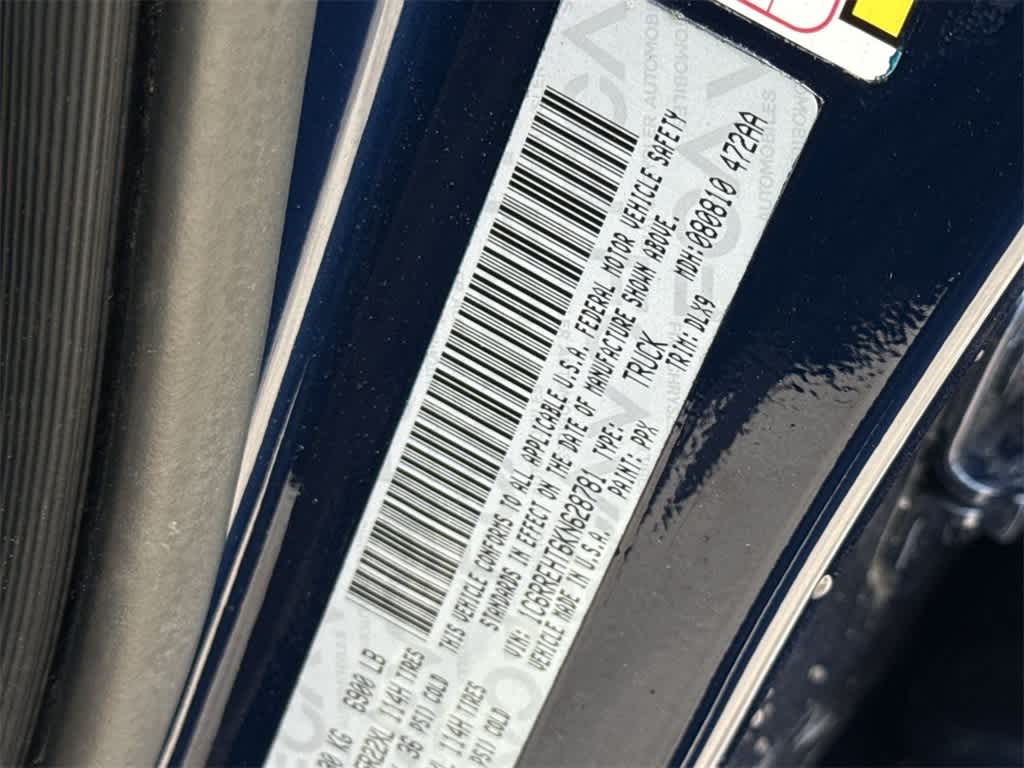 6900 LB
114H TIRES
36 PSI COLD
114H TIRES
PSI COLD
THIS VEHICLE CONFORMS TO ALL APPLICABLE U.S.A. FEDERAL MOTOR VEHICLE SAFETY
STANDARDS IN EFFECT ON THE DATE OF MANUFACTURE SHOWN ABOVE.
VIN: 1C6RREHT6KN628781 TYPE: TRUCK MDH:080810 472AA
VEHICLE MADE IN U.S.A. PAINT: PPX TRIM: DLX9
AUTOMOBILES